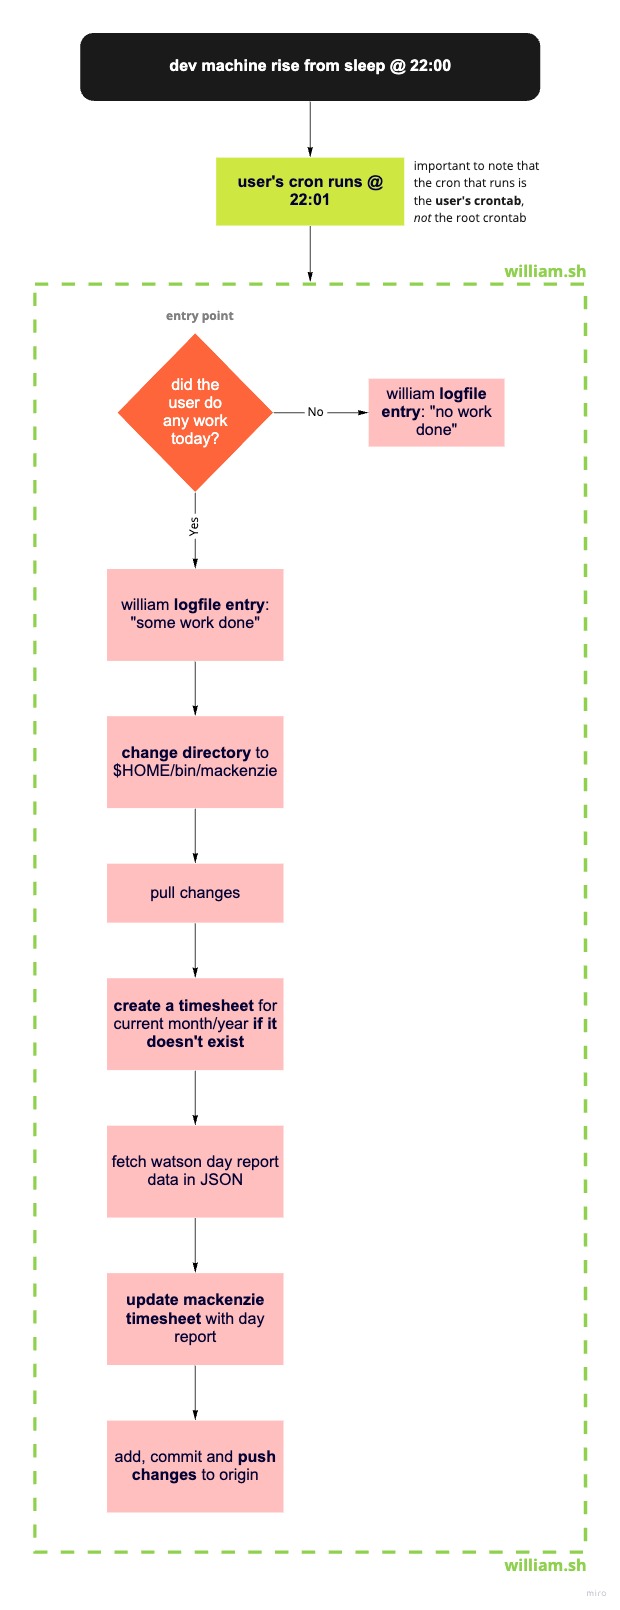 dev machine rise from sleep @ 22:00
user's cron runs @
22:01
important to note that
the cron that runs is
the user's crontab,
not the root crontab
william.sh
entry point
did the
user do
any work
today?
No
william logfile
entry: "no work
done"
Yes
william logfile entry:
"some work done"
change directory to
$HOME/bin/mackenzie
pull changes
create a timesheet for
current month/year if it
doesn't exist
fetch watson day report
data in JSON
update mackenzie
timesheet with day
report
add, commit and push
changes to origin
william.sh
miro